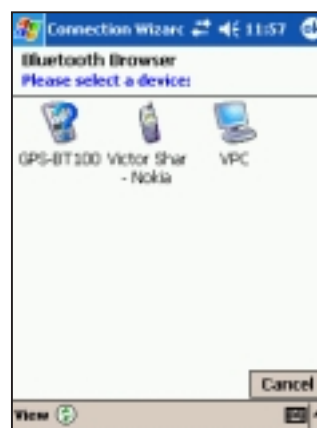 Connection Wizarc 11:57
Bluetooth Browser
Please select a device:
GPS-BT100 Victor Shar VPC
- Nokia
Cancel
View